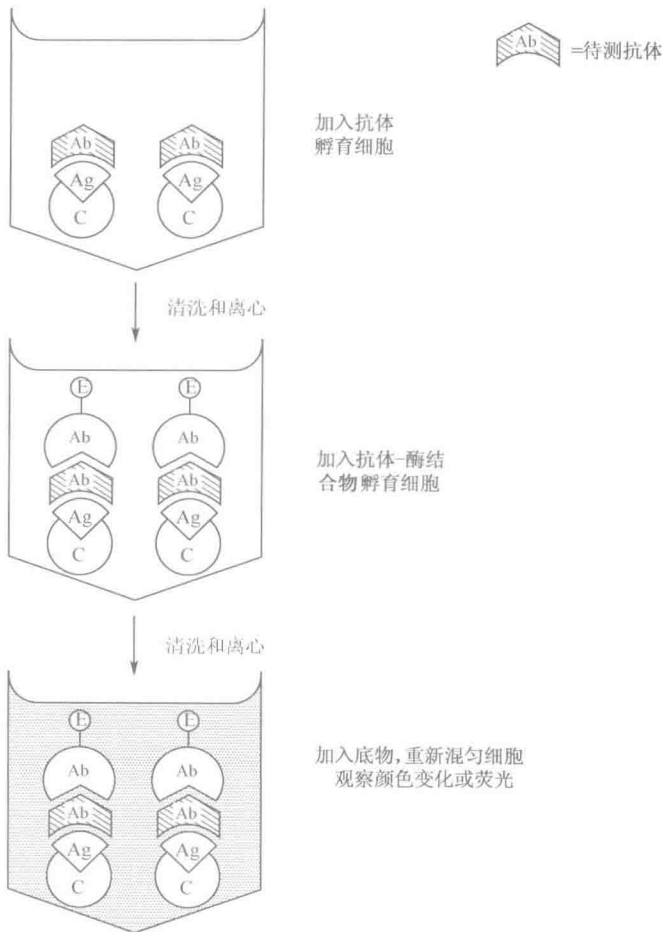 Ab =待测抗体
加入抗体
孵育细胞
Ab Ab
Ag Ag
C C
清洗和离心
E E
Ab Ab
Ab Ab
Ag Ag
C C
加入抗体-酶结
合物孵育细胞
清洗和离心
E E
Ab Ab
Ab Ab
Ag Ag
C C
加入底物,重新混匀细胞
观察颜色变化或荧光